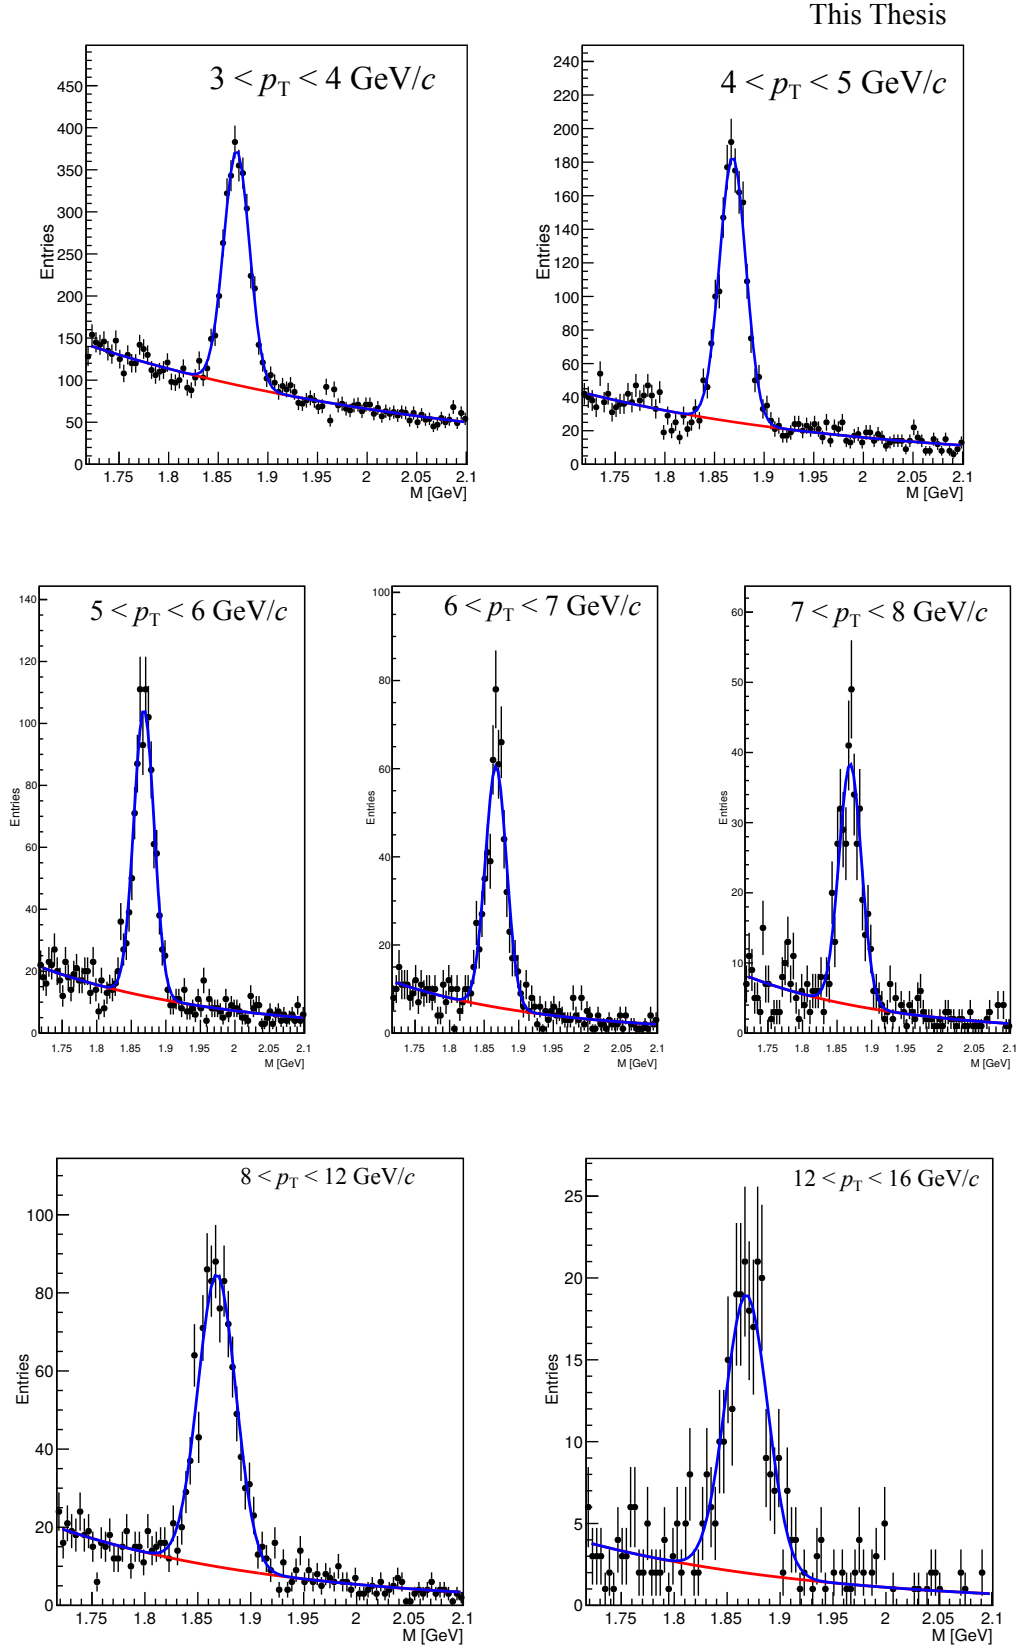 This Thesis
3 < pT < 4 GeV/c
450
400
350
300
250
200
150
100
50
0
Entries
1.75 1.8 1.85 1.9 1.95 2 2.05 2.1
M [GeV]
4 < pT < 5 GeV/c
240
220
200
180
160
140
120
100
80
60
40
20
0
Entries
1.75 1.8 1.85 1.9 1.95 2 2.05 2.1
M [GeV]
5 < pT < 6 GeV/c
140
120
100
80
60
40
20
0
Entries
1.75 1.8 1.85 1.9 1.95 2 2.05 2.1
M [GeV]
6 < pT < 7 GeV/c
100
80
60
40
20
0
Entries
1.75 1.8 1.85 1.9 1.95 2 2.05 2.1
M [GeV]
7 < pT < 8 GeV/c
60
50
40
30
20
10
0
Entries
1.75 1.8 1.85 1.9 1.95 2 2.05 2.1
M [GeV]
8 < pT < 12 GeV/c
100
80
60
40
20
0
Entries
1.75 1.8 1.85 1.9 1.95 2 2.05 2.1
M [GeV]
12 < pT < 16 GeV/c
25
20
15
10
5
0
Entries
1.75 1.8 1.85 1.9 1.95 2 2.05 2.1
M [GeV]